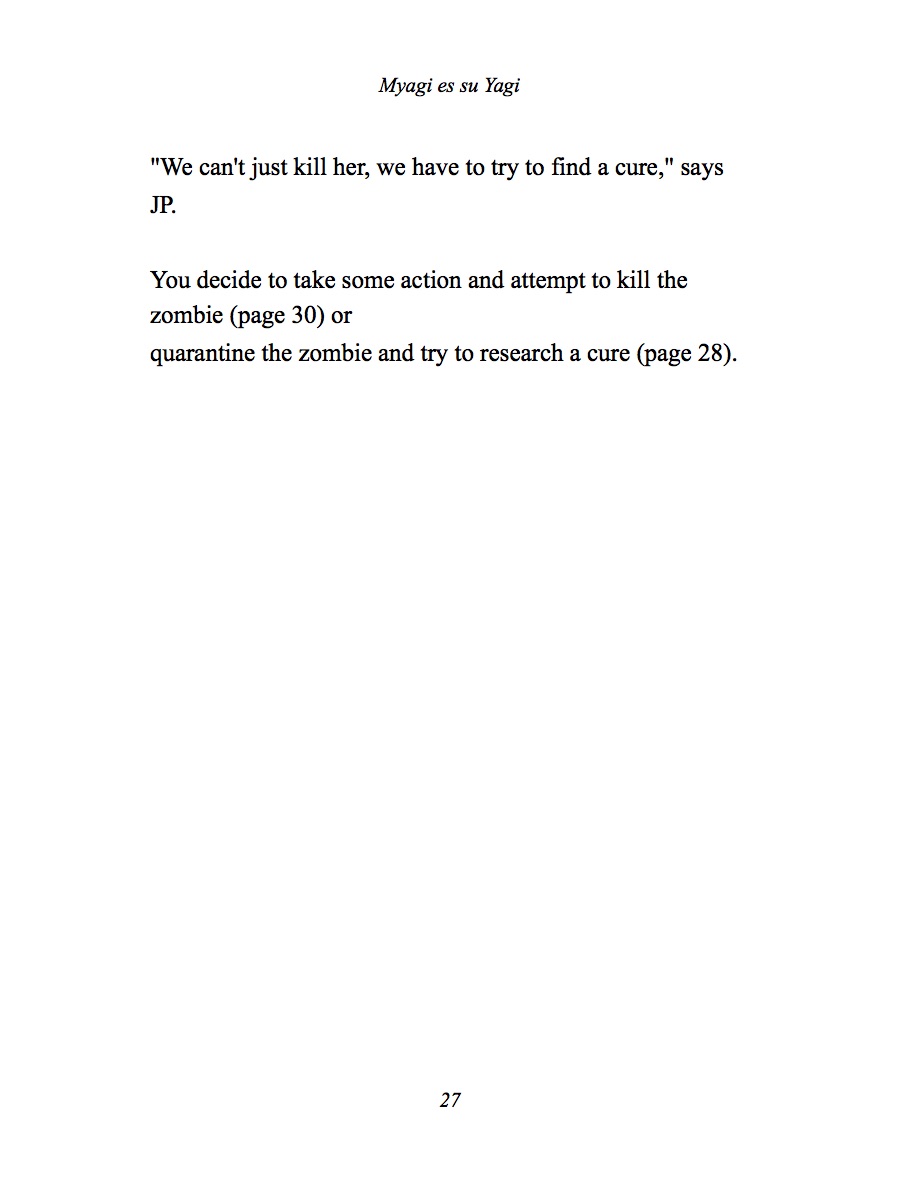 Myagi es su Yagi
"We can't just kill her, we have to try to find a cure," says
JP.
You decide to take some action and attempt to kill the
zombie (page 30) or
quarantine the zombie and try to research a cure (page 28).
27